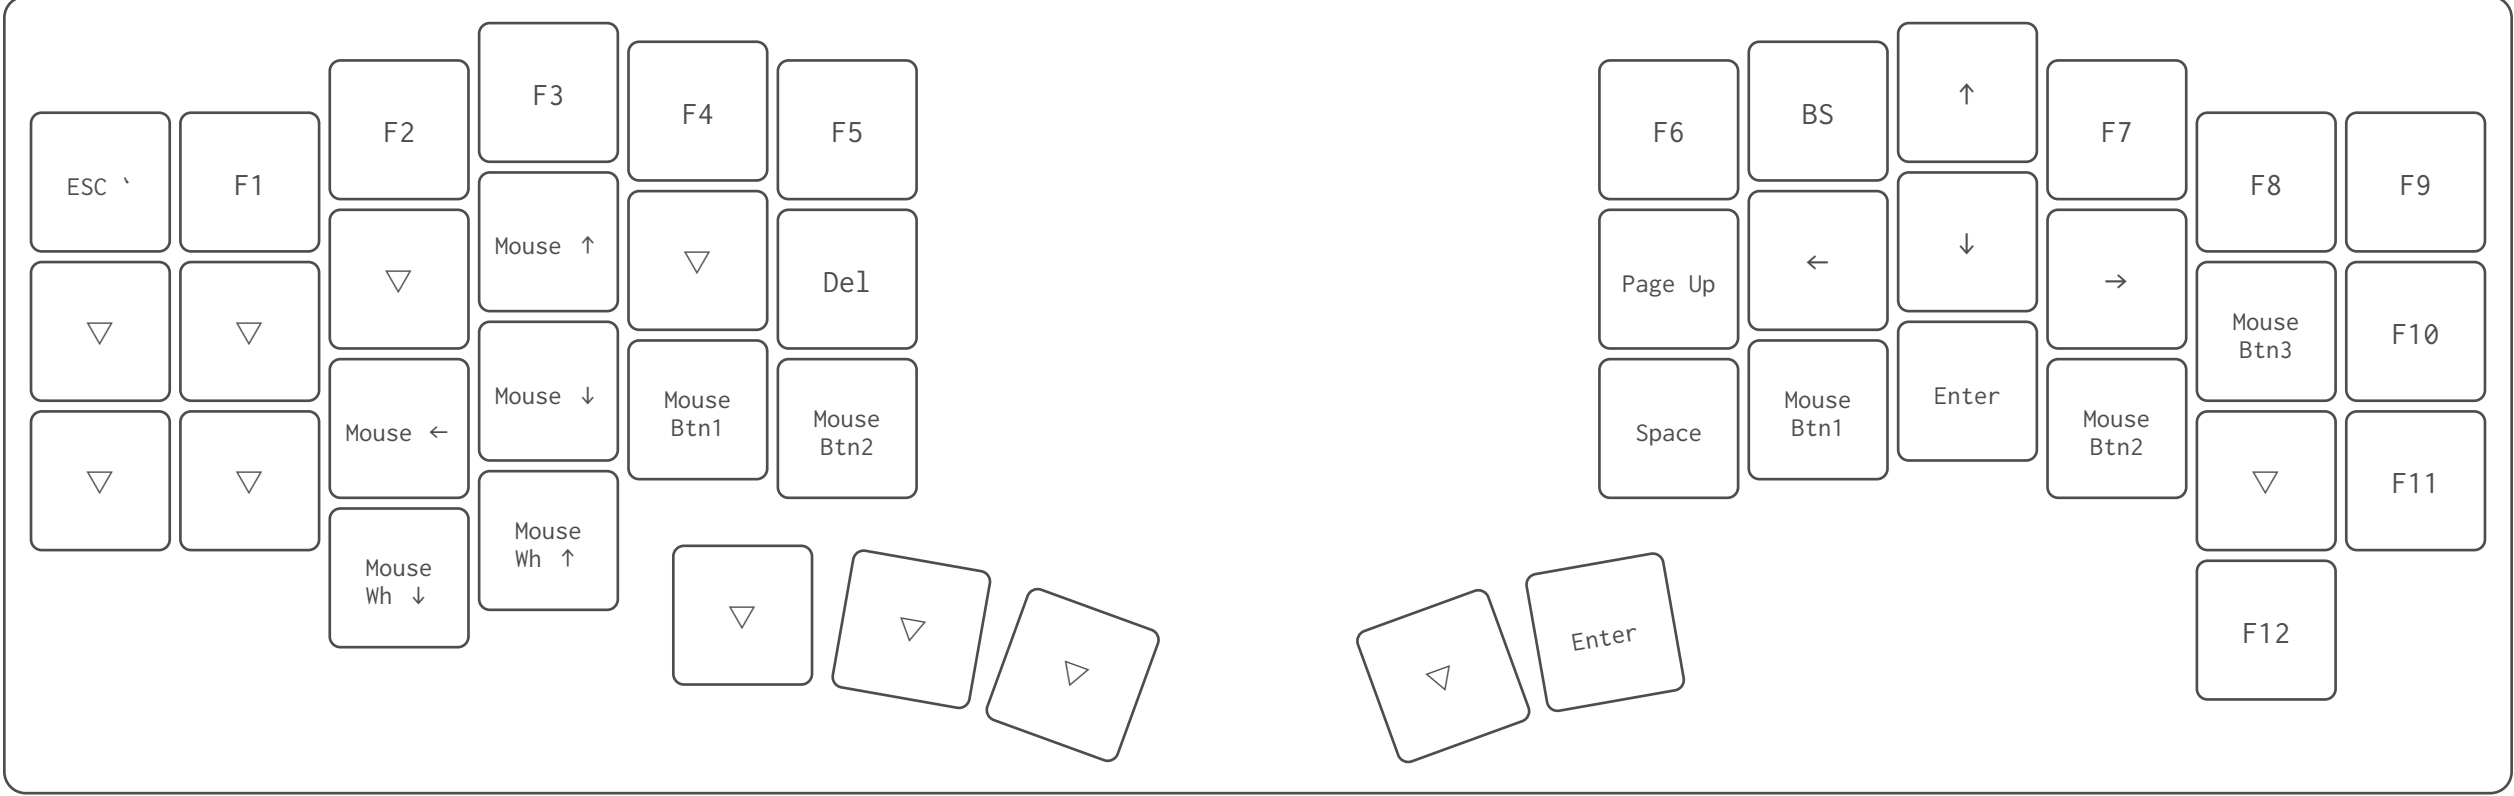 ESC `
F1
F2
F3
F4
F5
F6
BS
↑
F7
F8
F9
▽
▽
▽
Mouse ↑
▽
Del
Page Up
←
↓
→
Mouse
Btn3
F10
▽
▽
Mouse ←
Mouse ↓
Mouse
Btn1
Mouse
Btn2
Space
Mouse
Btn1
Enter
Mouse
Btn2
▽
F11
Mouse
Wh ↓
Mouse
Wh ↑
▽
▽
▽
▽
Enter
F12